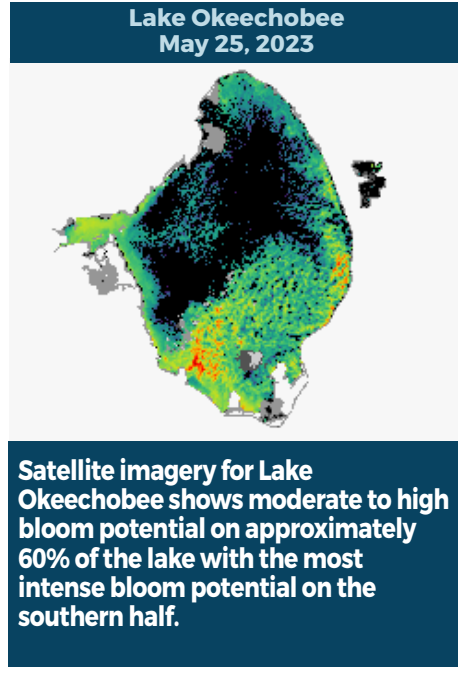 Lake Okeechobee
May 25, 2023
Satellite imagery for Lake
Okeechobee shows moderate to high
bloom potential on approximately
60% of the lake with the most
intense bloom potential on the
southern half.